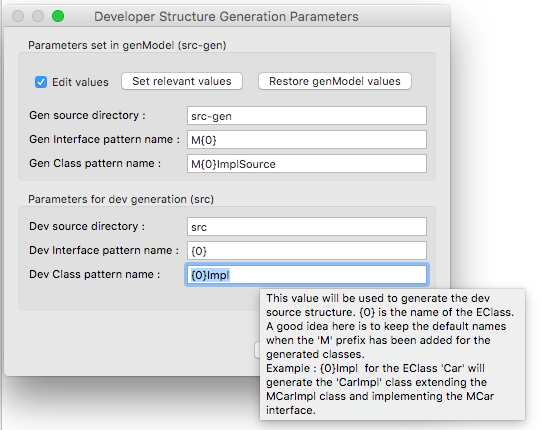 Developer Structure Generation Parameters
Parameters set in genModel (src-gen)
Edit values Set relevant values Restore genModel values
Gen source directory : src-gen
Gen Interface pattern name : M{0}
Gen Class pattern name : M{0}ImplSource
Parameters for dev generation (src)
Dev source directory : src
Dev Interface pattern name : {0}
Dev Class pattern name : {0}Impl
This value will be used to generate the dev
source structure. {0} is the name of the EClass.
A good idea here is to keep the default names
when the 'M' prefix has been added for the
generated classes.
Example : {0}Impl for the EClass 'Car' will
generate the 'CarImpl' class extending the
MCarImpl class and implementing the MCar
interface.